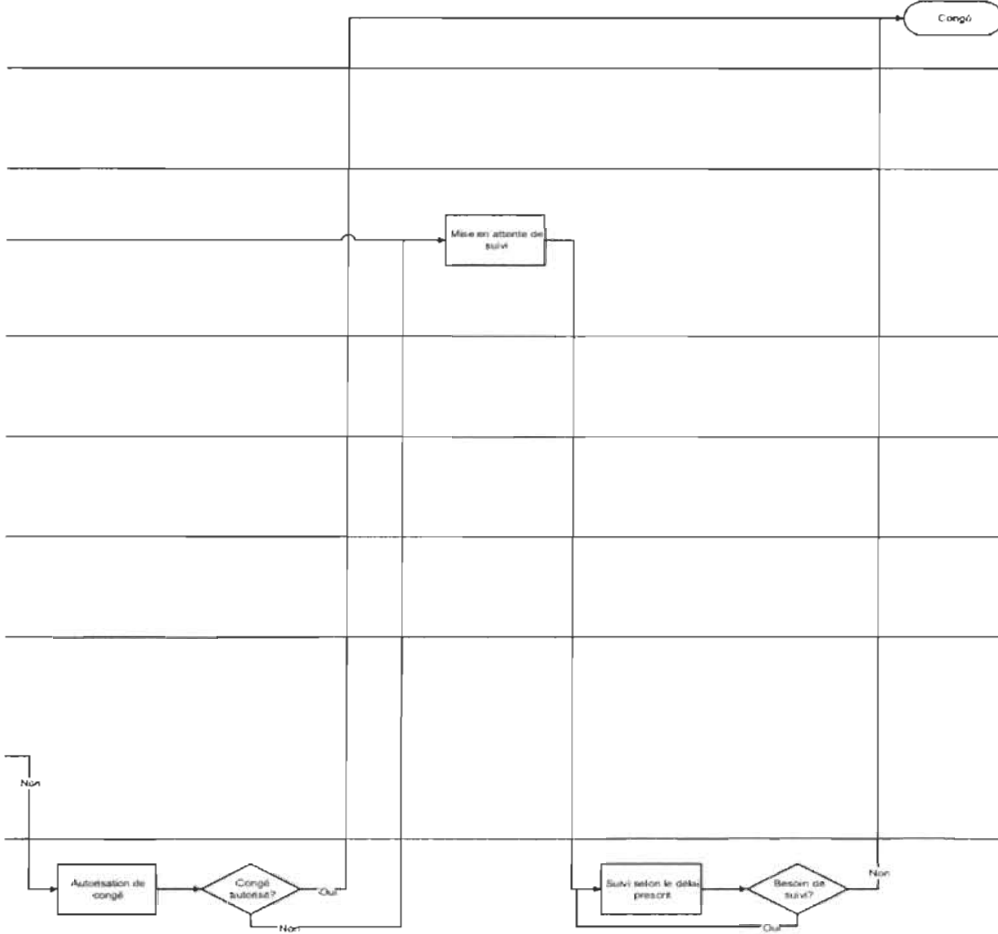 Congé
Mise en attente de
suivi
Non
Autorisation de
congé
Congé
autorisé?
Oui
Non
Suivi selon le délai
prescrit
Besoin de
suivi?
Non
Oui